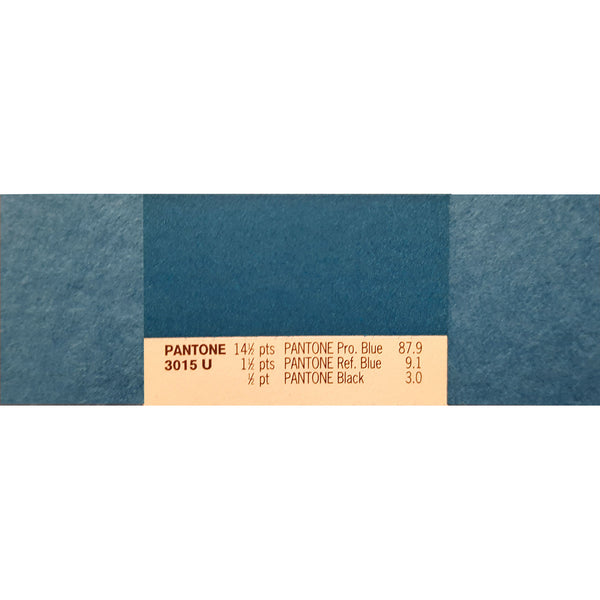 PANTONE 14½ pts PANTONE Pro. Blue 87.9
3015 U 1½ pts PANTONE Ref. Blue 9.1
½ pt PANTONE Black 3.0